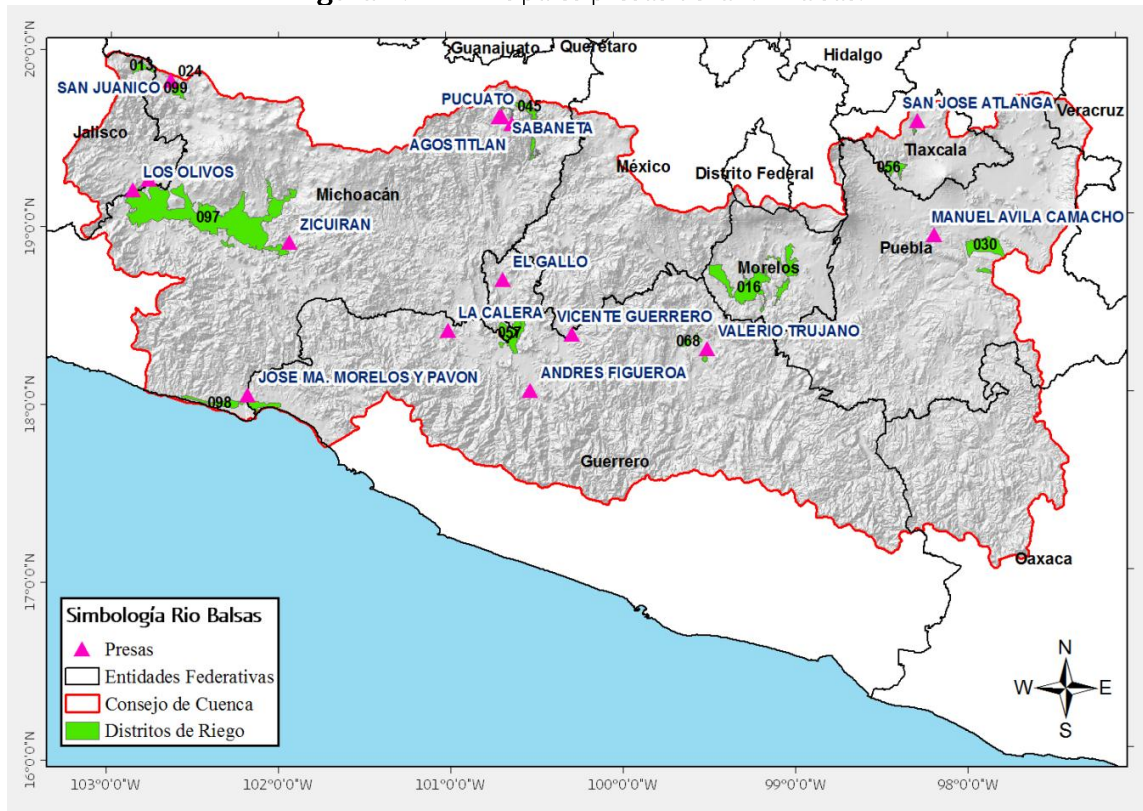 20°0'0"N
19°0'0"N
18°0'0"N
17°0'0"N
16°0'0"N
Guanajuato
Querétaro
Hidalgo
013
024
SAN JUANICO
099
PUCUATO
045
SAN JOSE ATLANGA
Veracruz
Jalisco
SABANETA
AGOSTITLAN
Tlaxcala
LOS OLIVOS
México
Distrito Federal
056
Michoacán
097
ZICUIRAN
MANUEL AVILA CAMACHO
Puebla
030
EL GALLO
Morelos
016
LA CALERA
VICENTE GUERRERO
057
068
VALERIO TRUJANO
JOSE MA. MORELOS Y PAVON
ANDRES FIGUEROA
098
Guerrero
Oaxaca
Simbología Rio Balsas
Presas
Entidades Federativas
Consejo de Cuenca
Distritos de Riego
N
W
E
S
103°0'0"W
102°0'0"W
101°0'0"W
100°0'0"W
99°0'0"W
98°0'0"W